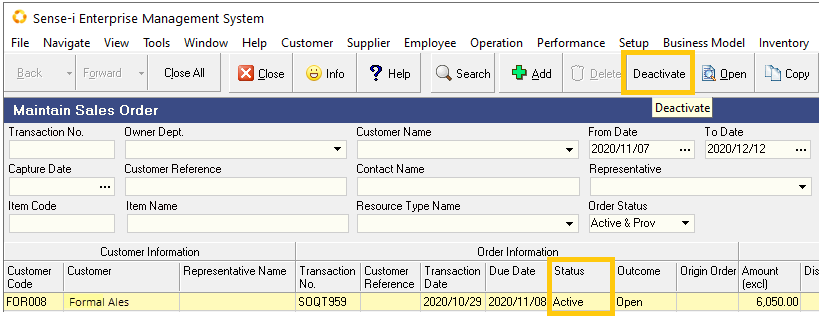 Sense-i Enterprise Management System
File Navigate View Tools Window Help Customer Supplier Employee Operation Performance Setup Business Model Inventory
Back Forward Close All Close Info Help Search Add Delete Deactivate Open Copy
Deactivate
Maintain Sales Order
Transaction No. Owner Dept. Customer Name From Date To Date
2020/11/07 ... 2020/12/12 ...
Capture Date Customer Reference Contact Name Representative
...
Item Code Item Name Resource Type Name Order Status
Active & Prov
Customer Information Order Information
Customer Code Customer Representative Name Transaction No. Customer Reference Transaction Date Due Date Status Outcome Origin Order Amount (excl) Dis
FOR008 Formal Ales SOQT959 2020/10/29 2020/11/08 Active Open 6,050.00